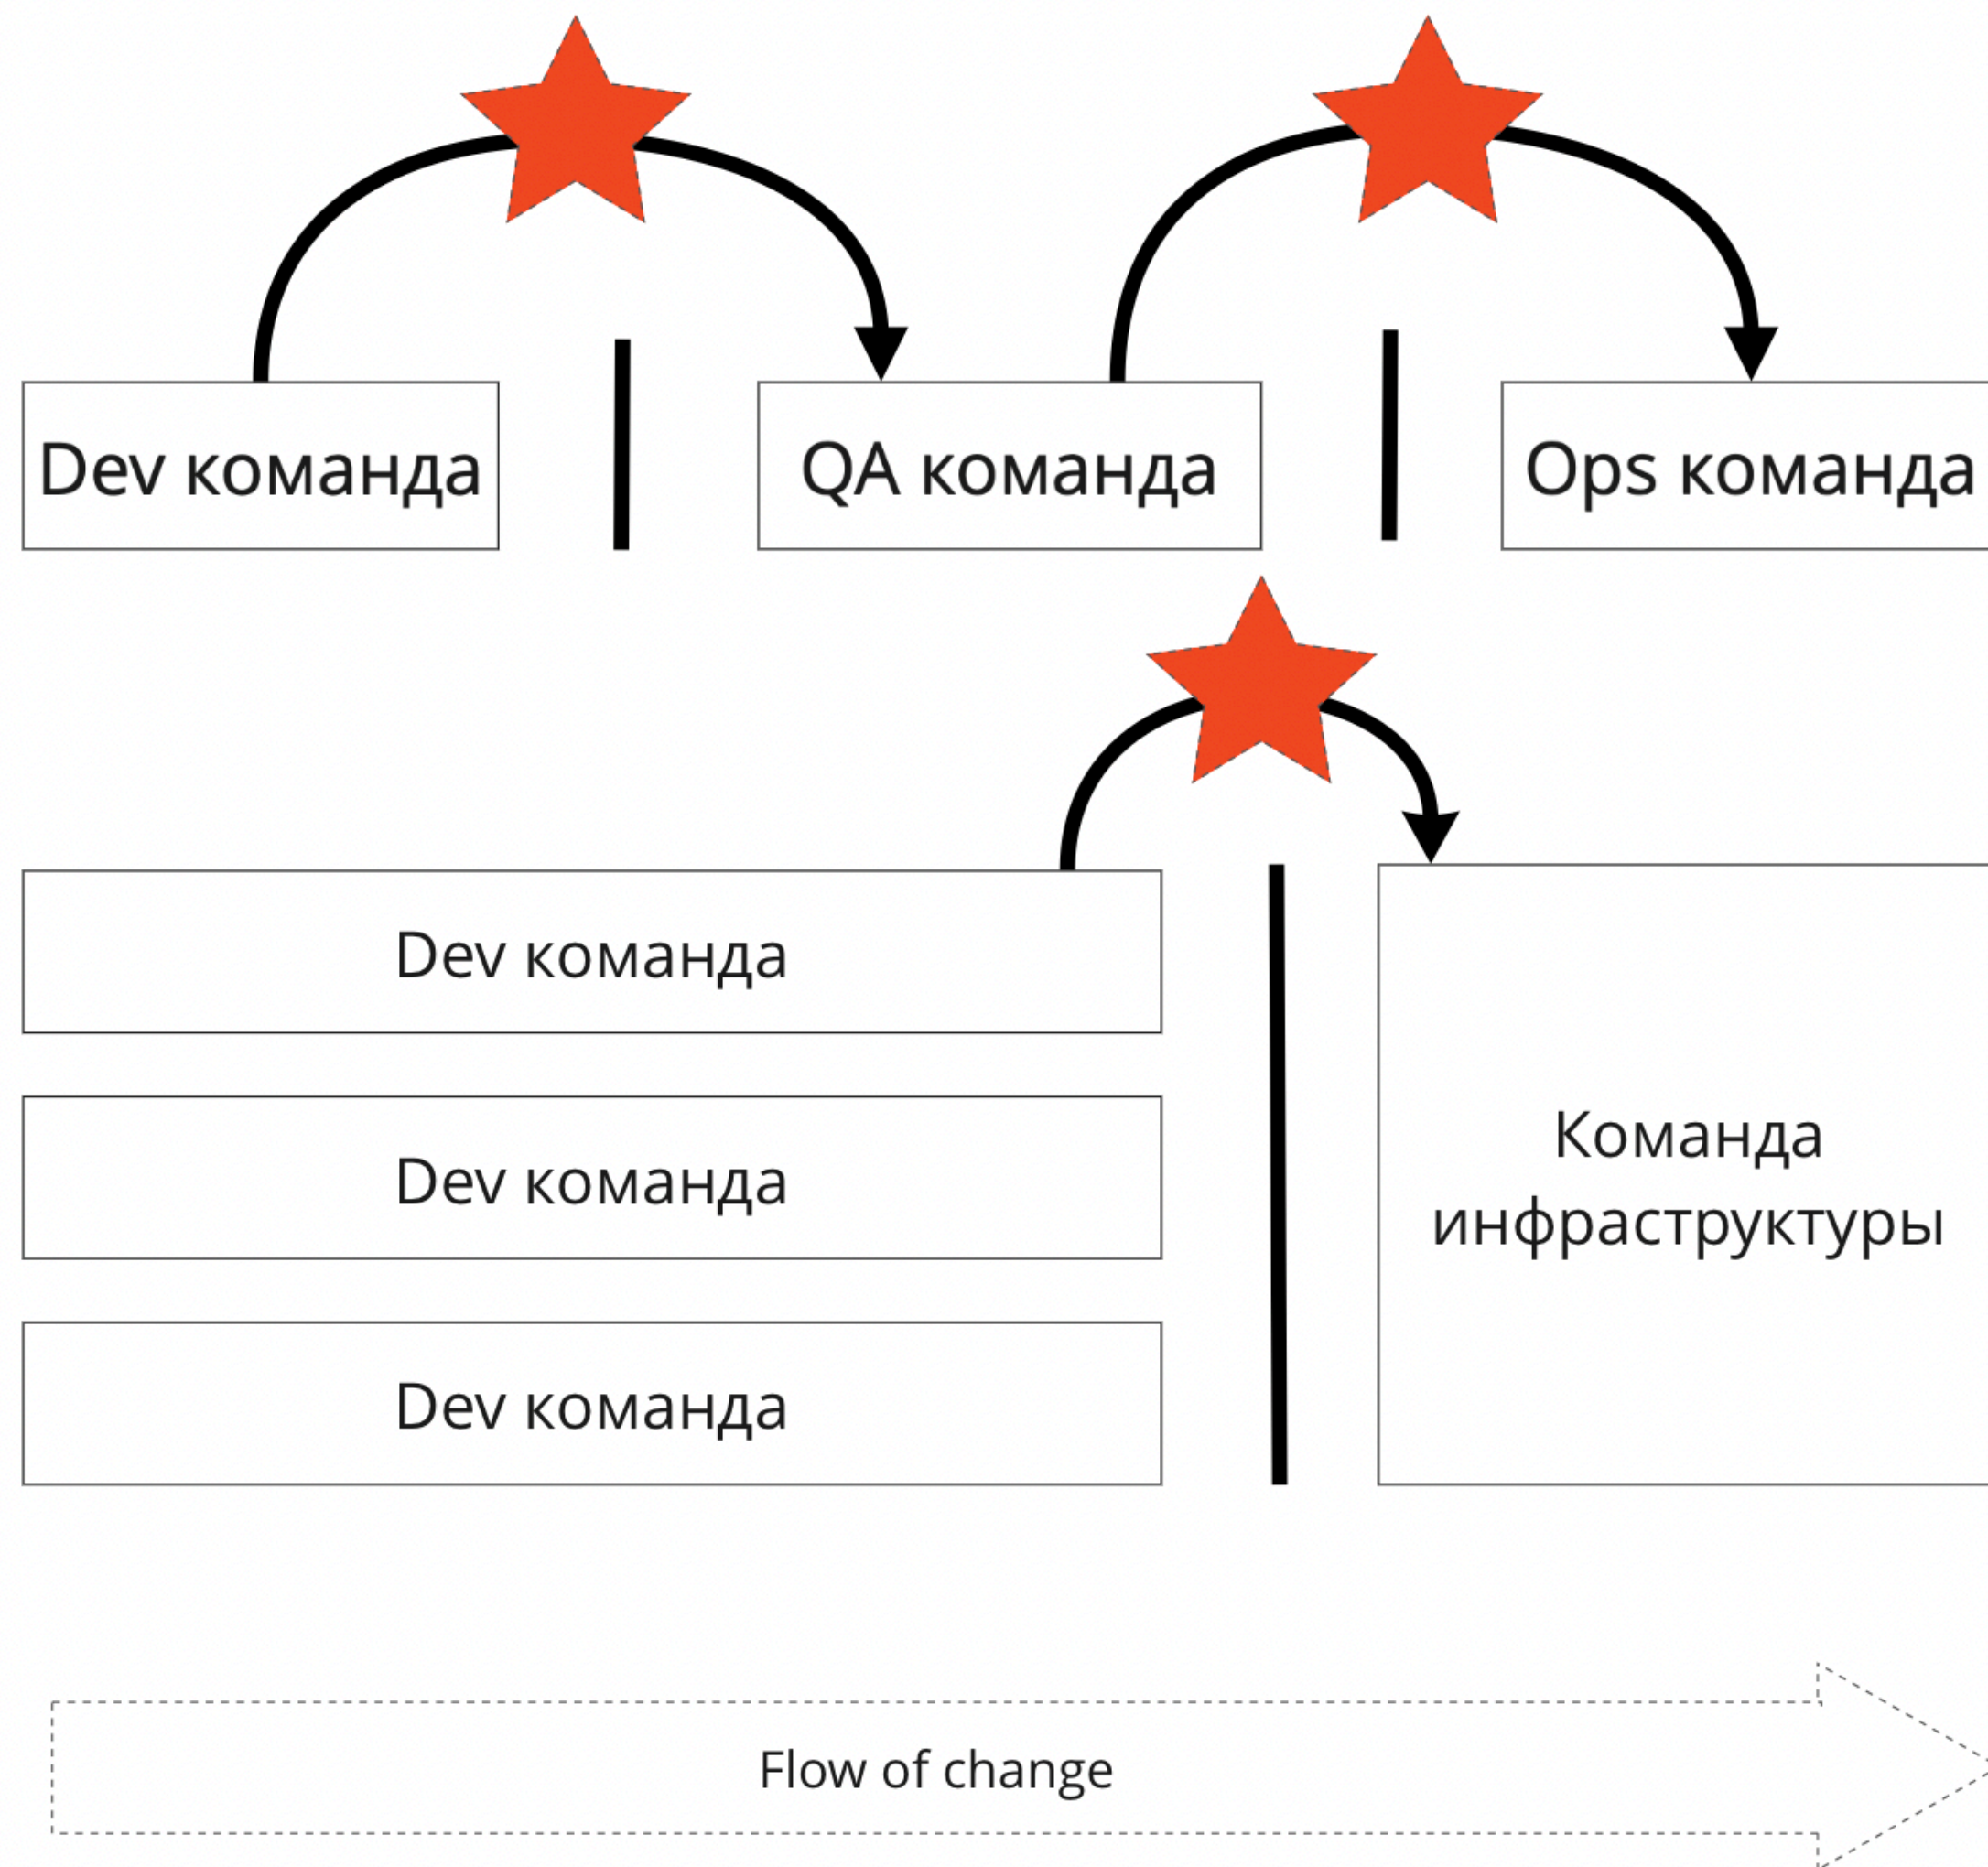 Dev команда
QA команда
Ops команда
Dev команда
Dev команда
Dev команда
Команда
инфраструктуры
Flow of change